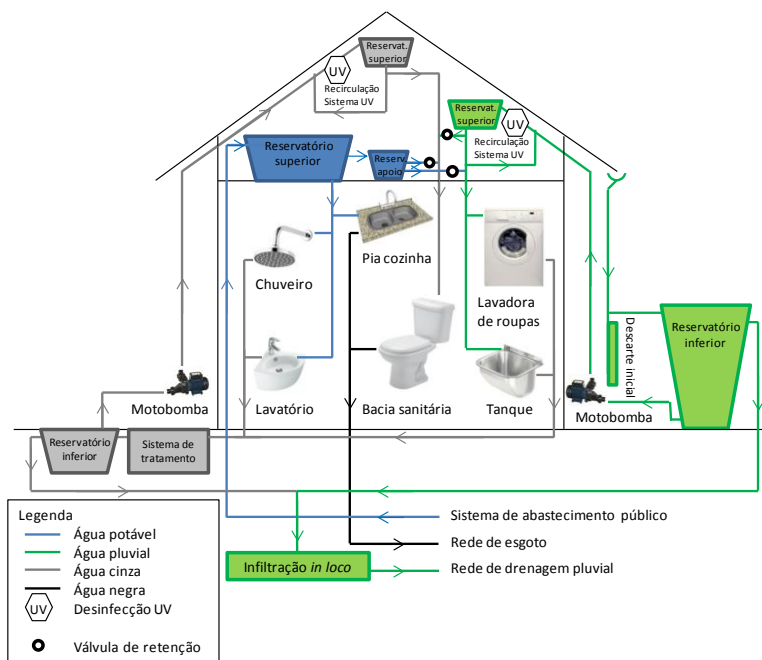 Reservat.
superior
UV
Recirculação
Sistema UV
Reservat.
superior
UV
Recirculação
Sistema UV
Reservatório
superior
Reserv.
apoio
Chuveiro
Pia cozinha
Lavadora
de roupas
Descarte inicial
Reservatório
inferior
Motobomba
Lavatório
Bacia sanitária
Tanque
Motobomba
Reservatório
inferior
Sistema de
tratamento
Legenda
Água potável
Água pluvial
Água cinza
Água negra
UV
Desinfecção UV
Válvula de retenção
Sistema de abastecimento público
Rede de esgoto
Infiltração in loco
Rede de drenagem pluvial